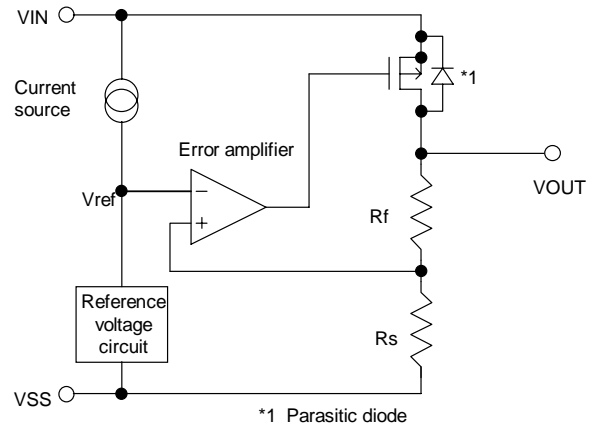 VIN
*1
Current
source
Error amplifier
Vref
−
+
VOUT
Rf
Reference
voltage
circuit
Rs
VSS
*1 Parasitic diode